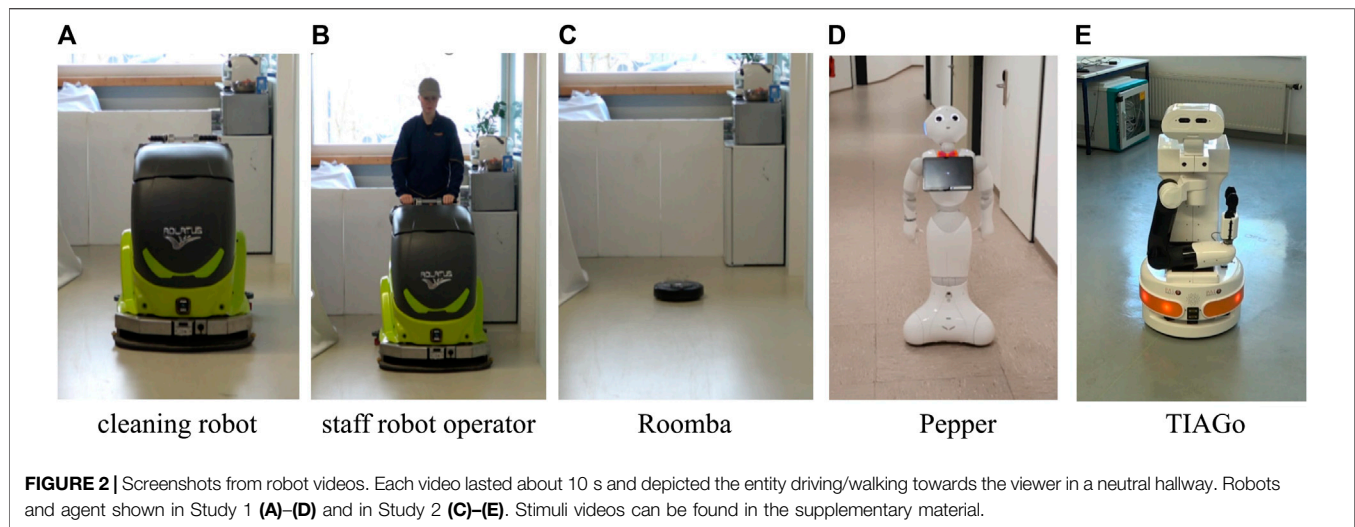 A B C D E
ADLATUS
ADLATUS
cleaning robot staff robot operator Roomba Pepper TIAGo
FIGURE 2 | Screenshots from robot videos. Each video lasted about 10 s and depicted the entity driving/walking towards the viewer in a neutral hallway. Robots
and agent shown in Study 1 (A)–(D) and in Study 2 (C)–(E). Stimuli videos can be found in the supplementary material.